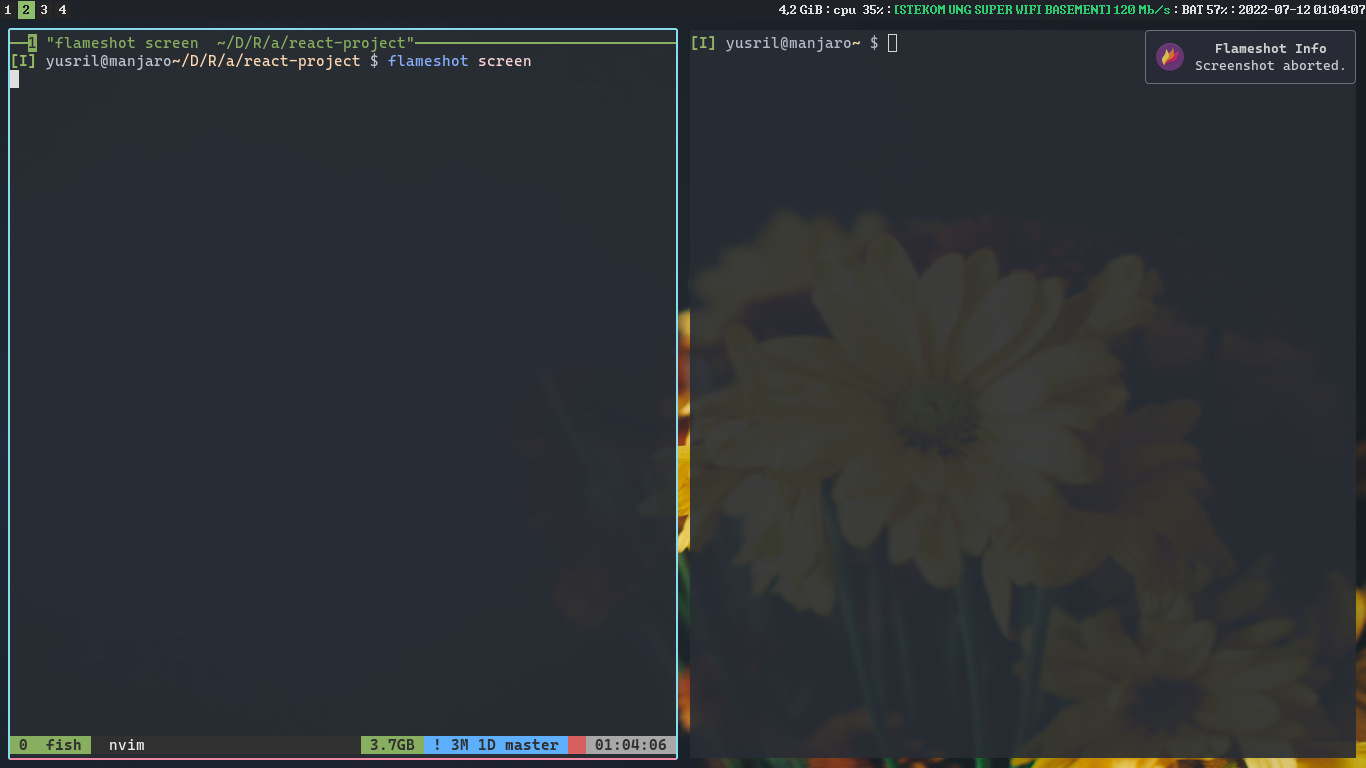 1 2 3 4
4,2 GiB : cpu 35% : [STEKOM UNG SUPER WIFI BASEMENT] 120 Mb/s : BAT 57% : 2022-07-12 01:04:07
1 "flameshot screen  ~/D/R/a/react-project"
[I] yusril@manjaro~/D/R/a/react-project $ flameshot screen
[I] yusril@manjaro~ $
Flameshot Info
Screenshot aborted.
0 fish nvim 3.7GB ! 3M 1D master 01:04:06